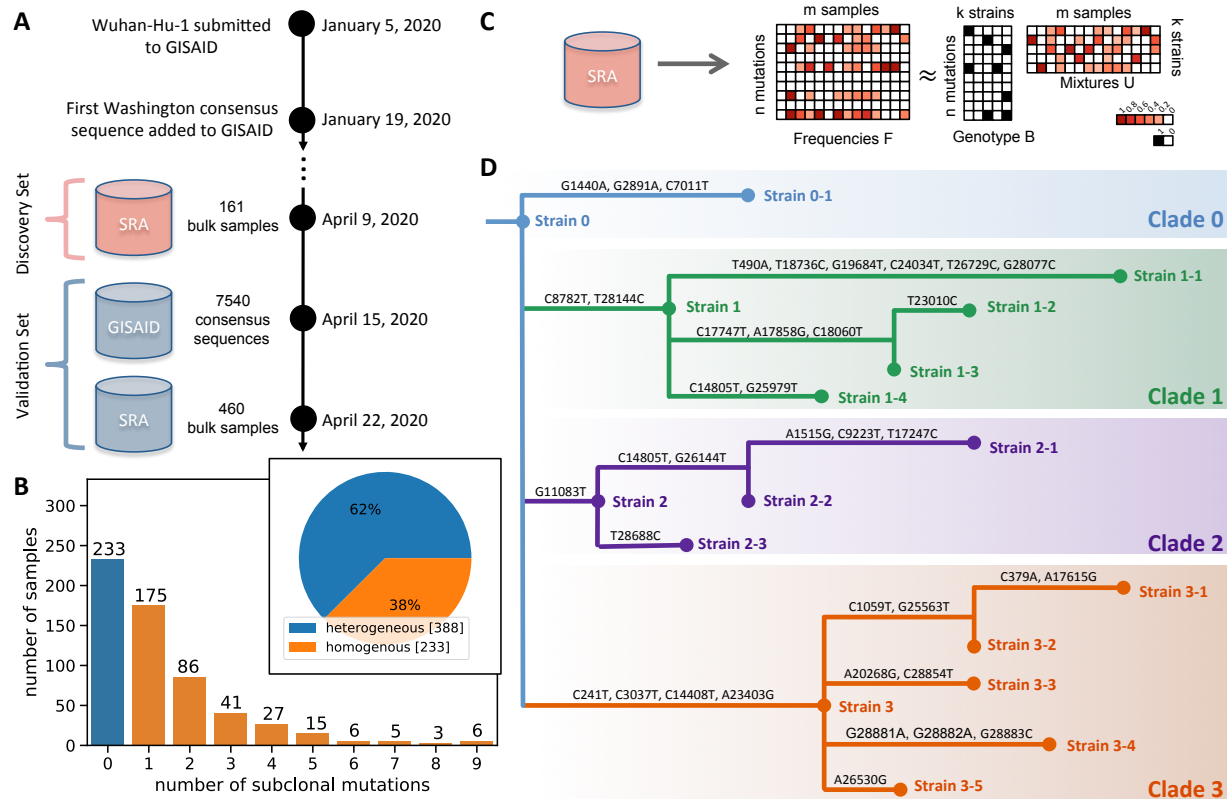 A
Wuhan-Hu-1 submitted
to GISAID
January 5, 2020
First Washington consensus
sequence added to GISAID
January 19, 2020
Discovery Set
SRA
161
bulk samples
April 9, 2020
Validation Set
GISAID
7540
consensus
sequences
April 15, 2020
SRA
460
bulk samples
April 22, 2020
B
number of samples
300
250
200
150
100
50
0
233
175
86
41
27
15
6
5
3
6
0 1 2 3 4 5 6 7 8 9
number of subclonal mutations
62%
38%
heterogeneous [388]
homogenous [233]
C
SRA
m samples
n mutations
Frequencies F
≈
k strains
n mutations
Genotype B
m samples
k strains
Mixtures U
1 0.8 0.6 0.4 0.2 0
1 0
D
G1440A, G2891A, C7011T
Strain 0-1
Strain 0
Clade 0
T490A, T18736C, G19684T, C24034T, T26729C, G28077C
Strain 1-1
C8782T, T28144C
Strain 1
T23010C
Strain 1-2
C17747T, A17858G, C18060T
Strain 1-3
C14805T, G25979T
Strain 1-4
Clade 1
A1515G, C9223T, T17247C
Strain 2-1
C14805T, G26144T
G11083T
Strain 2
Strain 2-2
T28688C
Strain 2-3
Clade 2
C379A, A17615G
Strain 3-1
C1059T, G25563T
Strain 3-2
A20268G, C28854T
Strain 3-3
C241T, C3037T, C14408T, A23403G
Strain 3
G28881A, G28882A, G28883C
Strain 3-4
A26530G
Strain 3-5
Clade 3